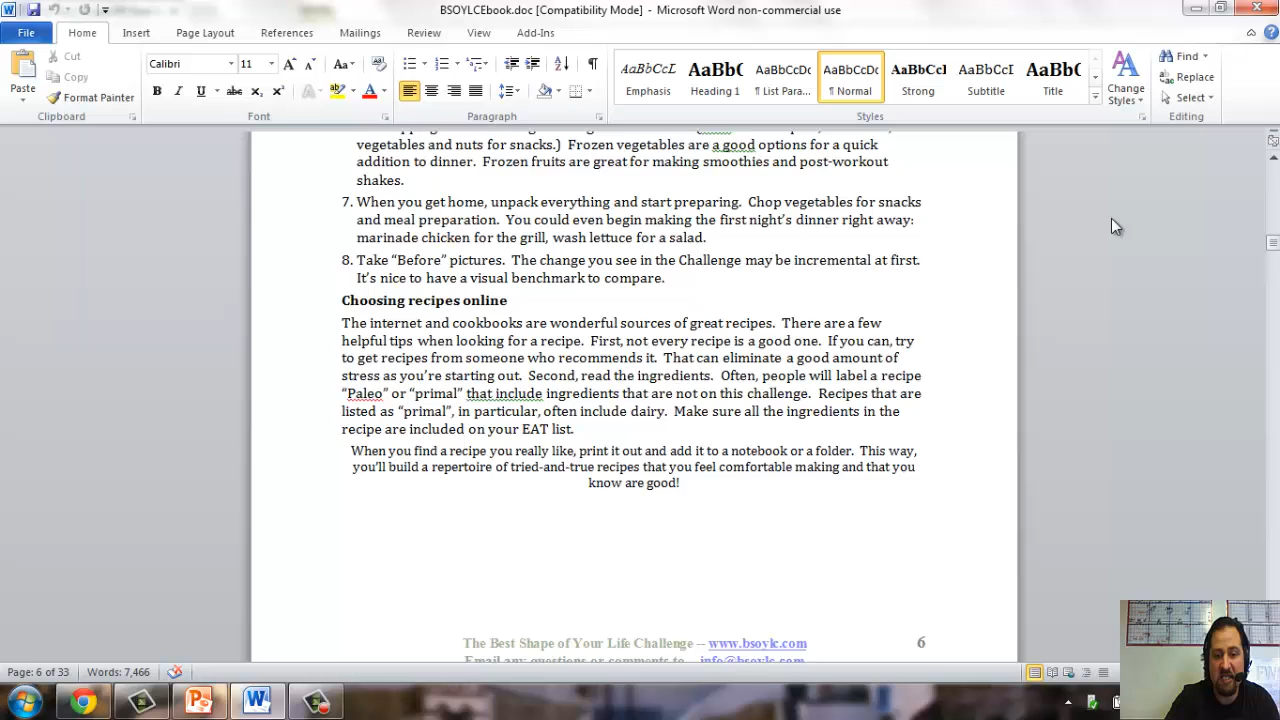 BSOYLCEbook.doc [Compatibility Mode] - Microsoft Word non-commercial use
File Home Insert Page Layout References Mailings Review View Add-Ins
Paste
Cut
Copy
Format Painter
Clipboard
Calibri 11
Font
Paragraph
AaBbCcL AaBb( AaBbCcDc AaBbCcDc AaBbCcI AaBbCcD AaBb(
Emphasis Heading 1 ¶ List Para... ¶ Normal Strong Subtitle Title
Change Styles
Styles
Find
Replace
Select
Editing
vegetables and nuts for snacks.) Frozen vegetables are a good options for a quick
addition to dinner. Frozen fruits are great for making smoothies and post-workout
shakes.
7. When you get home, unpack everything and start preparing. Chop vegetables for snacks
and meal preparation. You could even begin making the first night's dinner right away:
marinade chicken for the grill, wash lettuce for a salad.
8. Take “Before” pictures. The change you see in the Challenge may be incremental at first.
It's nice to have a visual benchmark to compare.
Choosing recipes online
The internet and cookbooks are wonderful sources of great recipes. There are a few
helpful tips when looking for a recipe. First, not every recipe is a good one. If you can, try
to get recipes from someone who recommends it. That can eliminate a good amount of
stress as you're starting out. Second, read the ingredients. Often, people will label a recipe
“Paleo” or “primal” that include ingredients that are not on this challenge. Recipes that are
listed as “primal”, in particular, often include dairy. Make sure all the ingredients in the
recipe are included on your EAT list.
When you find a recipe you really like, print it out and add it to a notebook or a folder. This way,
you'll build a repertoire of tried-and-true recipes that you feel comfortable making and that you
know are good!
The Best Shape of Your Life Challenge – www.bsoylc.com 6
Email any questions or comments to info@bsoylc.com
Page: 6 of 33 Words: 7,466